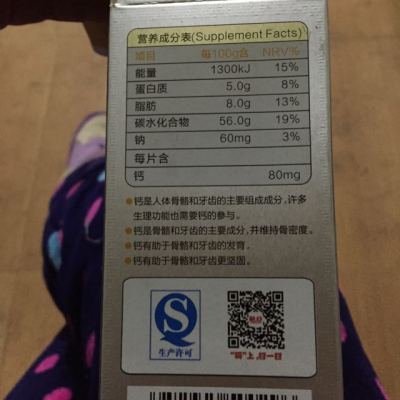 营养成分表(Supplement Facts)
项目 每100g含 NRV%
能量 1300kJ 15%
蛋白质 5.0g 8%
脂肪 8.0g 13%
碳水化合物 56.0g 19%
钠 60mg 3%
每片含
钙 80mg
◇钙是人体骨骼和牙齿的主要组成成分，许多
生理功能也需要钙的参与。
◇钙是骨骼和牙齿的主要成分，并维持骨密度。
◇钙有助于骨骼和牙齿的发育。
◇钙有助于骨骼和牙齿更坚固。
QS
生产许可